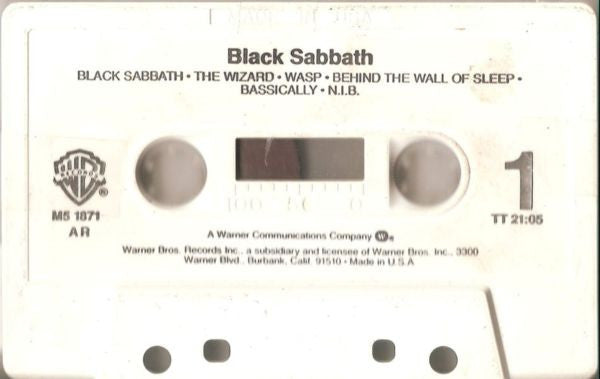 Black Sabbath
BLACK SABBATH • THE WIZARD • WASP • BEHIND THE WALL OF SLEEP •
BASSICALLY • N.I.B.
WB
RECORDS
®
M5 1871
AR
100 50 0
1
TT 21:05
A Warner Communications Company
Warner Bros. Records Inc., a subsidiary and licensee of Warner Bros. Inc., 3300
Warner Blvd., Burbank, Calif. 91510 • Made in U.S.A.